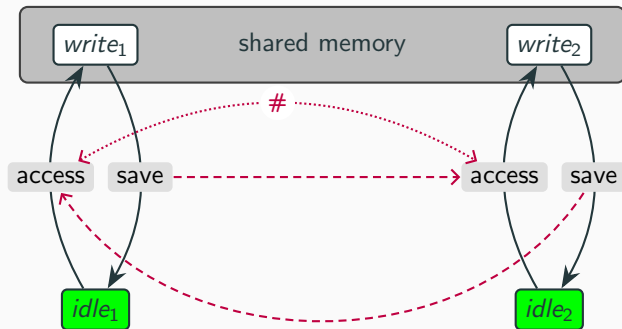 write₁ shared memory write₂
#
access save access save
idle₁ idle₂